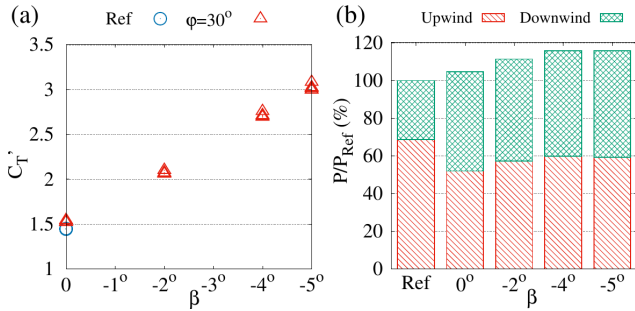 (a) Ref φ=30°
3.5
3
2.5
2
1.5
1
C_T'
0 -1° -2° -3° -4° -5°
β
(b) Upwind Downwind
120
100
80
60
40
20
0
P/P_Ref (%)
Ref 0° -2° -4° -5°
β